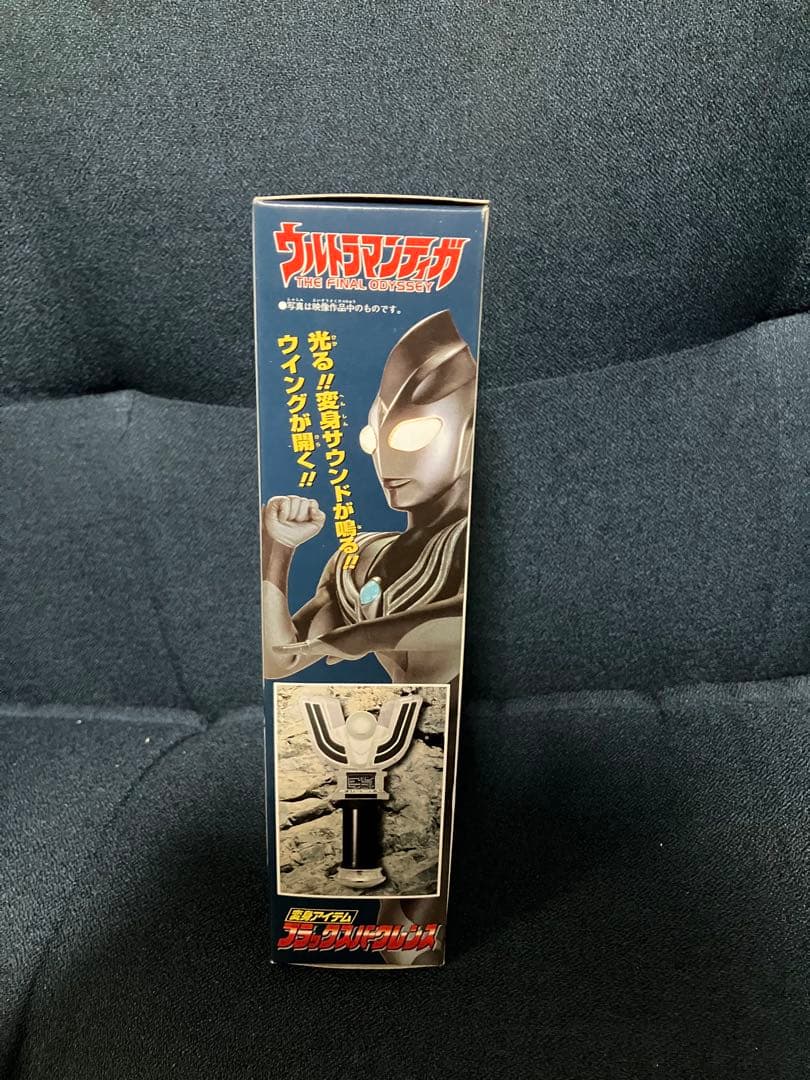 ウルトラマンティガ
THE FINAL ODYSSEY
●写真は映像作品中のものです。
光る!!変身サウンドが鳴る!!
ウイングが開く!!
変身アイテム
ブラックスパークレンス